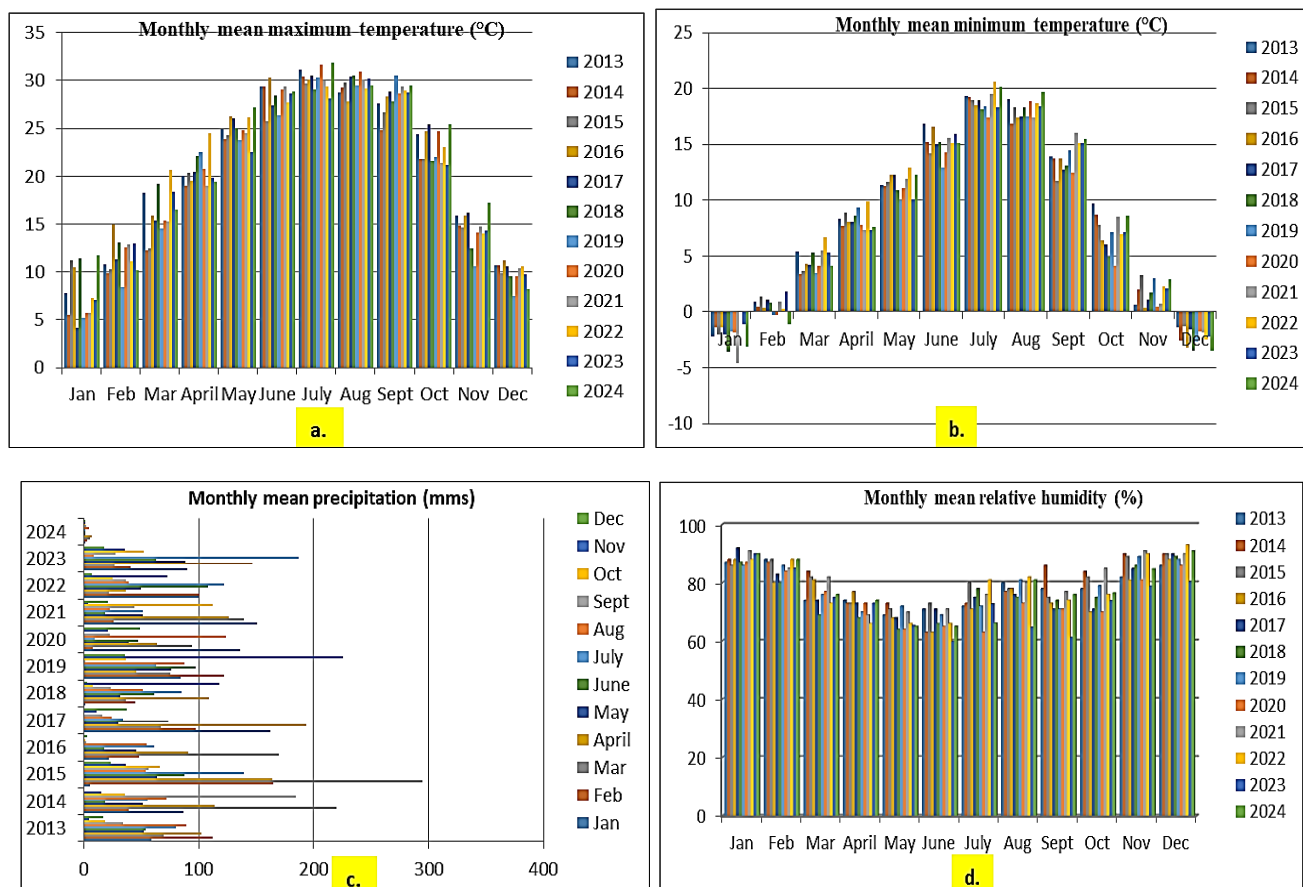 Monthly mean maximum temperature (°C)
35
30
25
20
15
10
5
0
Jan Feb Mar April May June July Aug Sept Oct Nov Dec
2013
2014
2015
2016
2017
2018
2019
2020
2021
2022
2023
2024
a.
Monthly mean minimum temperature (°C)
25
20
15
10
5
0
-5
-10
Jan Feb Mar April May June July Aug Sept Oct Nov Dec
2013
2014
2015
2016
2017
2018
2019
2020
2021
2022
2023
2024
b.
Monthly mean precipitation (mms)
2024
2023
2022
2021
2020
2019
2018
2017
2016
2015
2014
2013
0 100 200 300 400
Dec
Nov
Oct
Sept
Aug
July
June
May
April
Mar
Feb
Jan
c.
Monthly mean relative humidity (%)
100
80
60
40
20
0
Jan Feb Mar April May June July Aug Sept Oct Nov Dec
2013
2014
2015
2016
2017
2018
2019
2020
2021
2022
2023
2024
d.